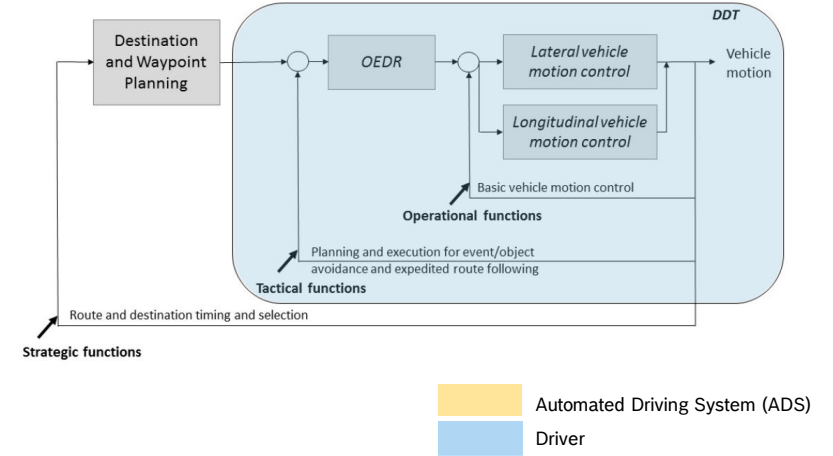 DDT
Destination
and Waypoint
Planning
OEDR
Lateral vehicle
motion control
Vehicle
motion
Longitudinal vehicle
motion control
Basic vehicle motion control
Operational functions
Planning and execution for event/object
avoidance and expedited route following
Tactical functions
Route and destination timing and selection
Strategic functions
Automated Driving System (ADS)
Driver